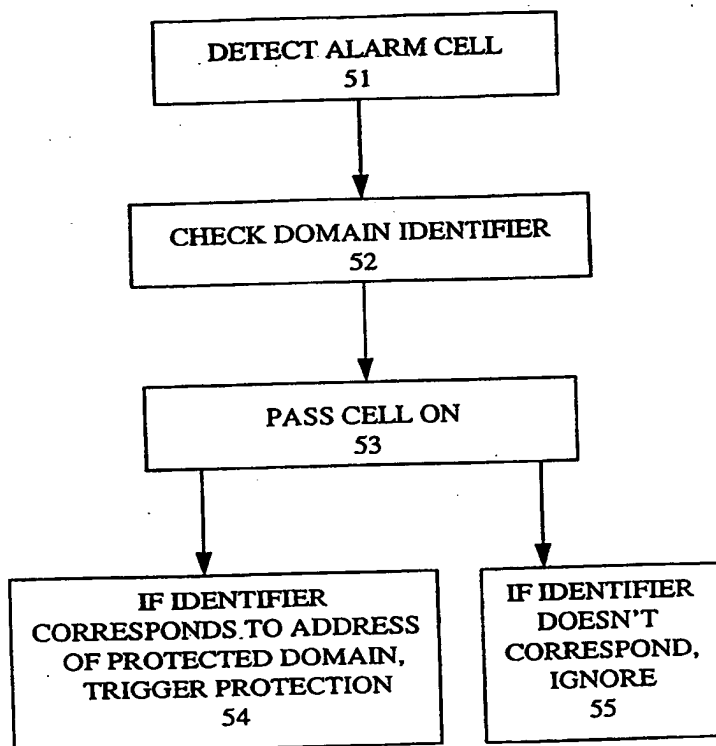 DETECT ALARM CELL
51
CHECK DOMAIN IDENTIFIER
52
PASS CELL ON
53
IF IDENTIFIER
CORRESPONDS TO ADDRESS
OF PROTECTED DOMAIN,
TRIGGER PROTECTION
54
IF IDENTIFIER
DOESN'T
CORRESPOND,
IGNORE
55